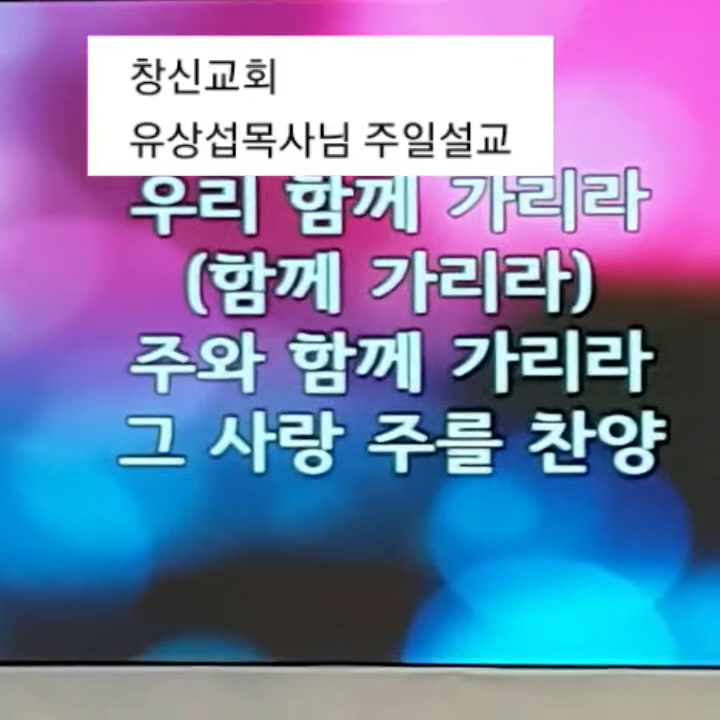 창신교회
유상섭목사님 주일설교
우리 함께 가리라
(함께 가리라)
주와 함께 가리라
그 사랑 주를 찬양